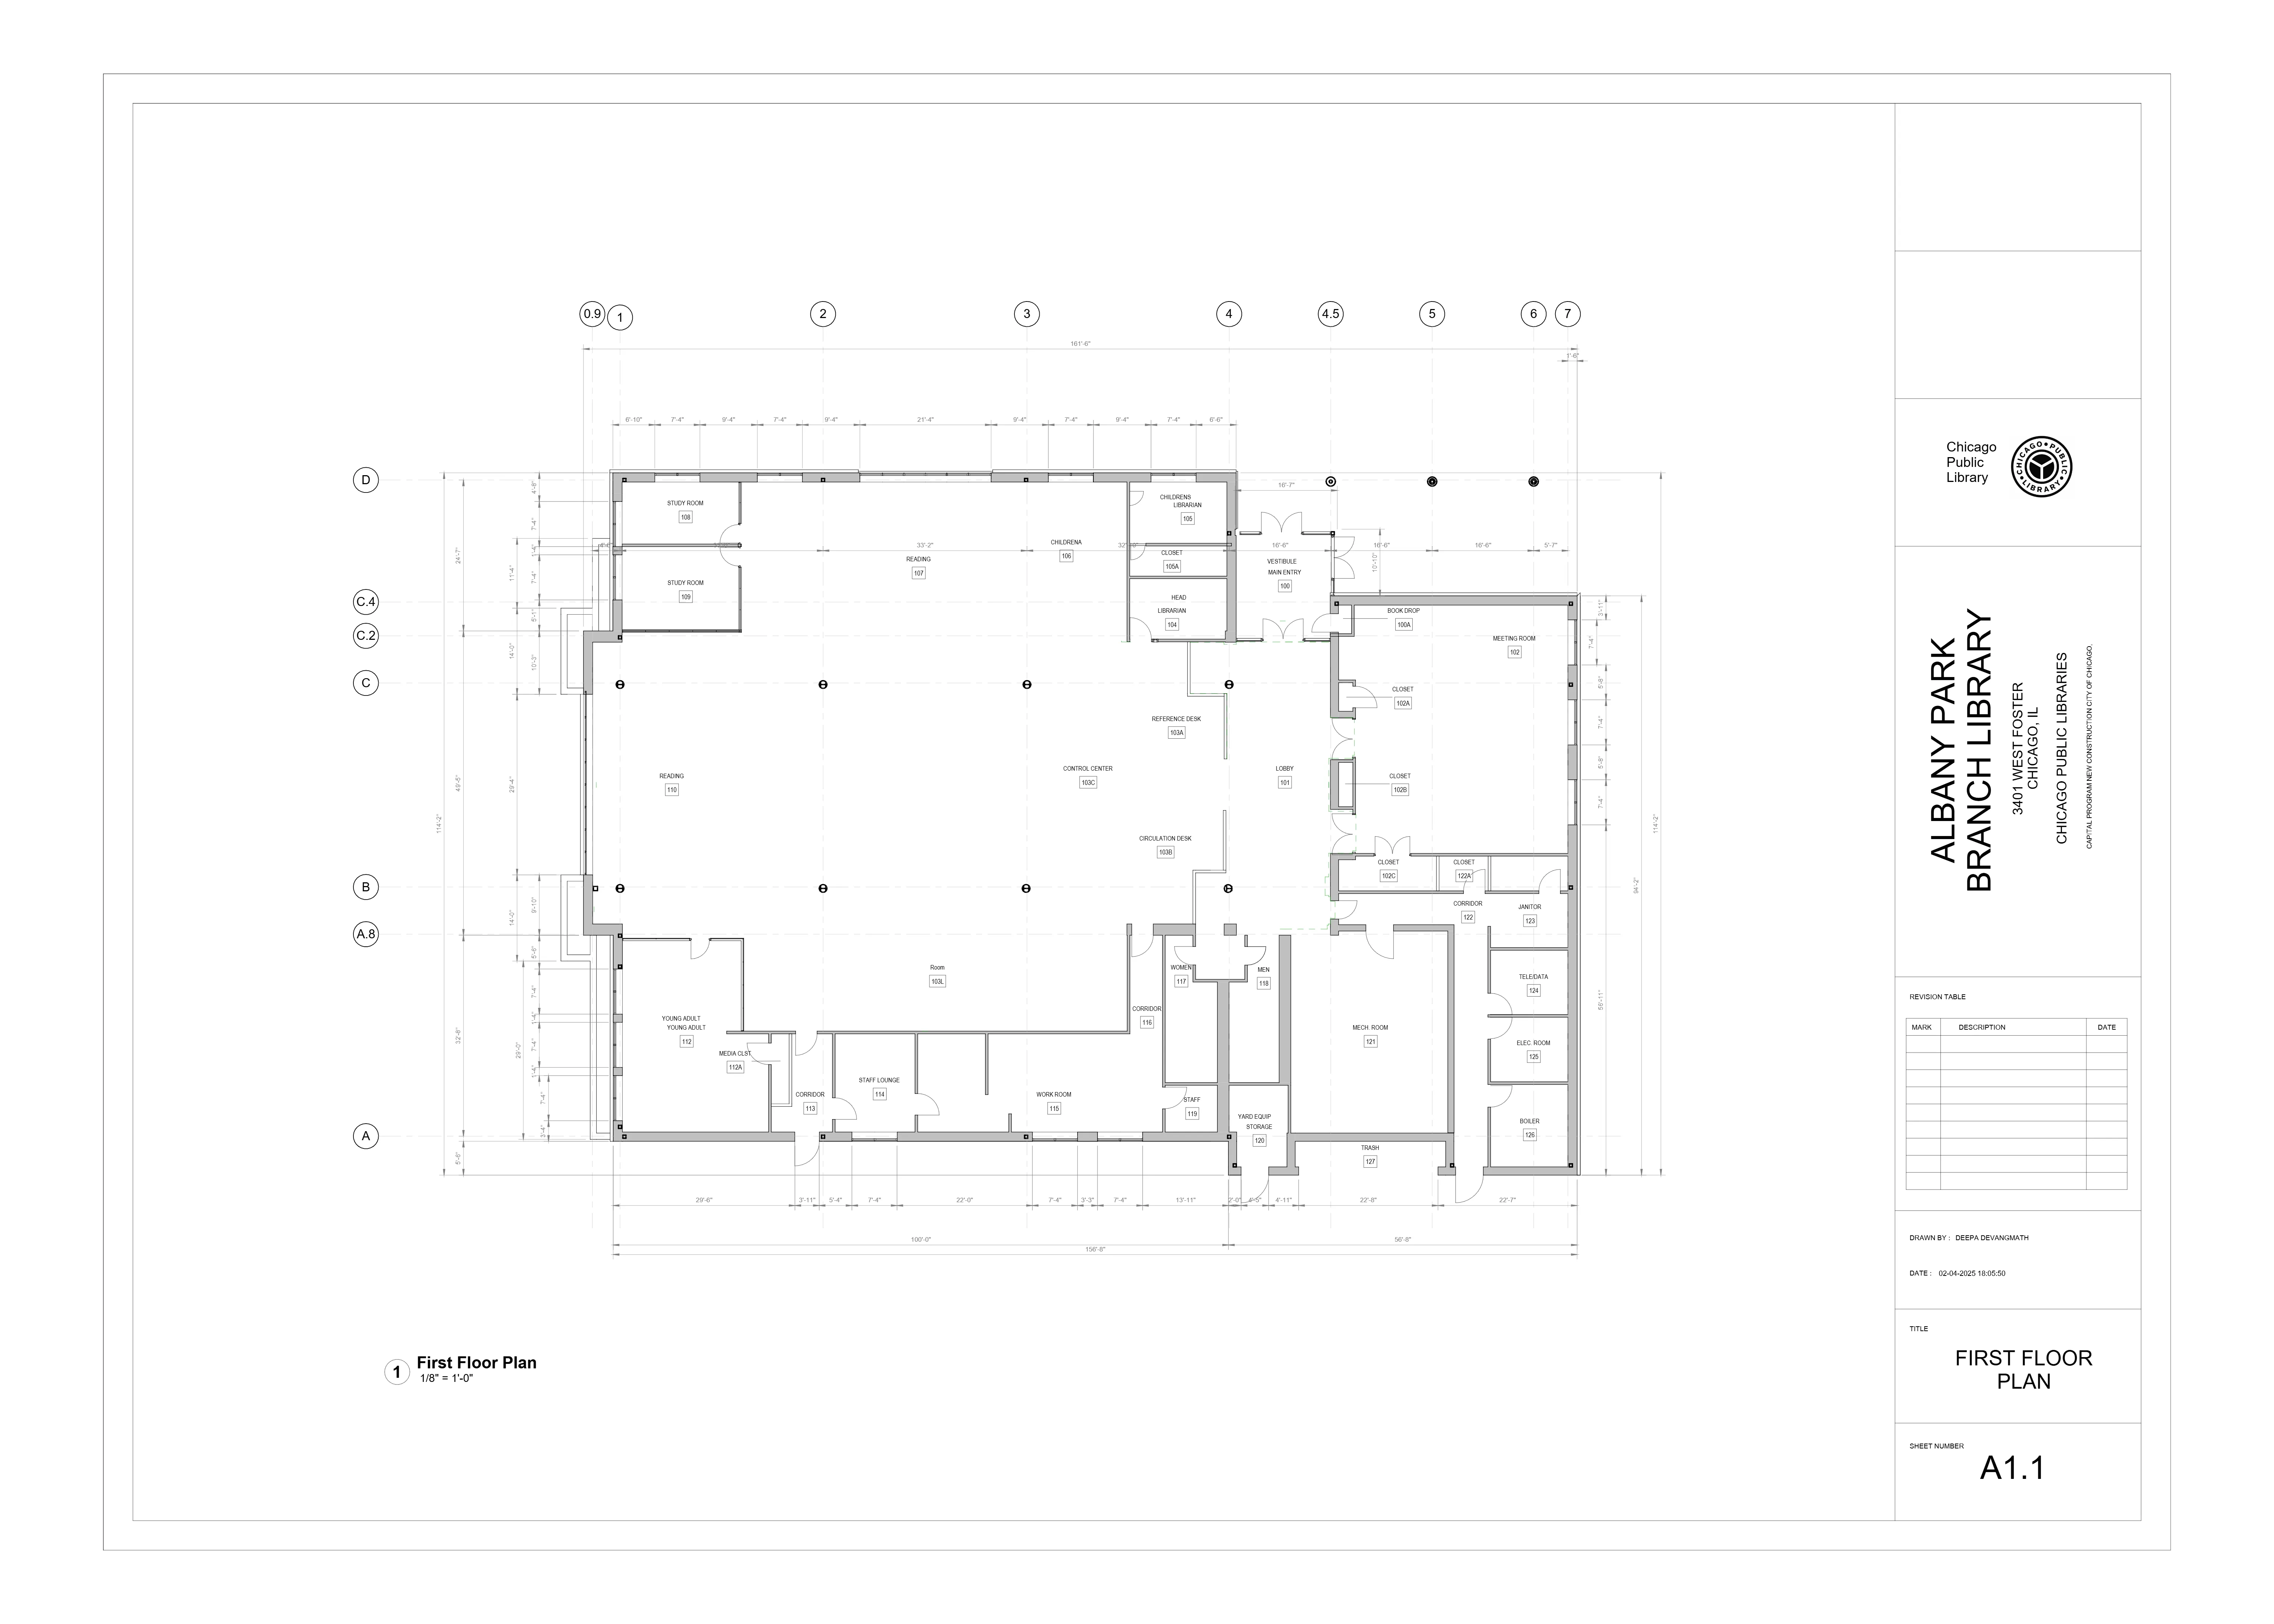 0.9
1
2
3
4
4.5
5
6
7
161'-6"
1'-6"
6'-10"
7'-4"
9'-4"
7'-4"
9'-4"
21'-4"
9'-4"
7'-4"
9'-4"
7'-4"
6'-6"
D
C.4
C.2
C
B
A.8
A
16'-7"
33'-2"
16'-6"
16'-6"
16'-6"
5'-7"
10'-10"
4'-8"
7'-4"
1'-4"
7'-4"
5'-1"
10'-3"
9'-10"
5'-6"
7'-4"
1'-4"
7'-4"
1'-4"
7'-4"
3'-4"
11'-4"
14'-0"
29'-4"
14'-0"
29'-0"
24'-7"
49'-5"
32'-8"
5'-8"
114'-2"
3'-11"
7'-4"
5'-8"
7'-4"
5'-8"
7'-4"
94'-2"
114'-2"
STUDY ROOM
108
STUDY ROOM
109
READING
107
CHILDRENA
106
CHILDRENS
LIBRARIAN
105
CLOSET
105A
HEAD
LIBRARIAN
104
VESTIBULE
MAIN ENTRY
100
BOOK DROP
100A
MEETING ROOM
102
CLOSET
102A
REFERENCE DESK
103A
READING
110
CONTROL CENTER
103C
LOBBY
101
CLOSET
102B
CIRCULATION DESK
103B
CLOSET
102C
CLOSET
122A
CORRIDOR
122
JANITOR
123
Room
103L
WOMEN
117
MEN
118
TELE/DATA
124
YOUNG ADULT
YOUNG ADULT
112
MEDIA CLST
112A
CORRIDOR
116
MECH. ROOM
121
ELEC. ROOM
125
STAFF LOUNGE
114
CORRIDOR
113
WORK ROOM
115
STAFF
119
YARD EQUIP
STORAGE
120
BOILER
126
TRASH
127
29'-6"
3'-11"
5'-4"
7'-4"
22'-0"
7'-4"
3'-3"
7'-4"
13'-11"
2'-0"
4'-5"
4'-11"
22'-8"
22'-7"
100'-0"
56'-8"
156'-8"
1
First Floor Plan
1/8" = 1'-0"
Chicago
Public
Library
CHICAGO • PUBLIC • LIBRARY •
ALBANY PARK
BRANCH LIBRARY
3401 WEST FOSTER
CHICAGO, IL
CHICAGO PUBLIC LIBRARIES
CAPITAL PROGRAM NEW CONSTRUCTION CITY OF CHICAGO,
REVISION TABLE
MARK DESCRIPTION DATE
DRAWN BY : DEEPA DEVANGMATH
DATE : 02-04-2025 18:05:50
TITLE
FIRST FLOOR
PLAN
SHEET NUMBER
A1.1